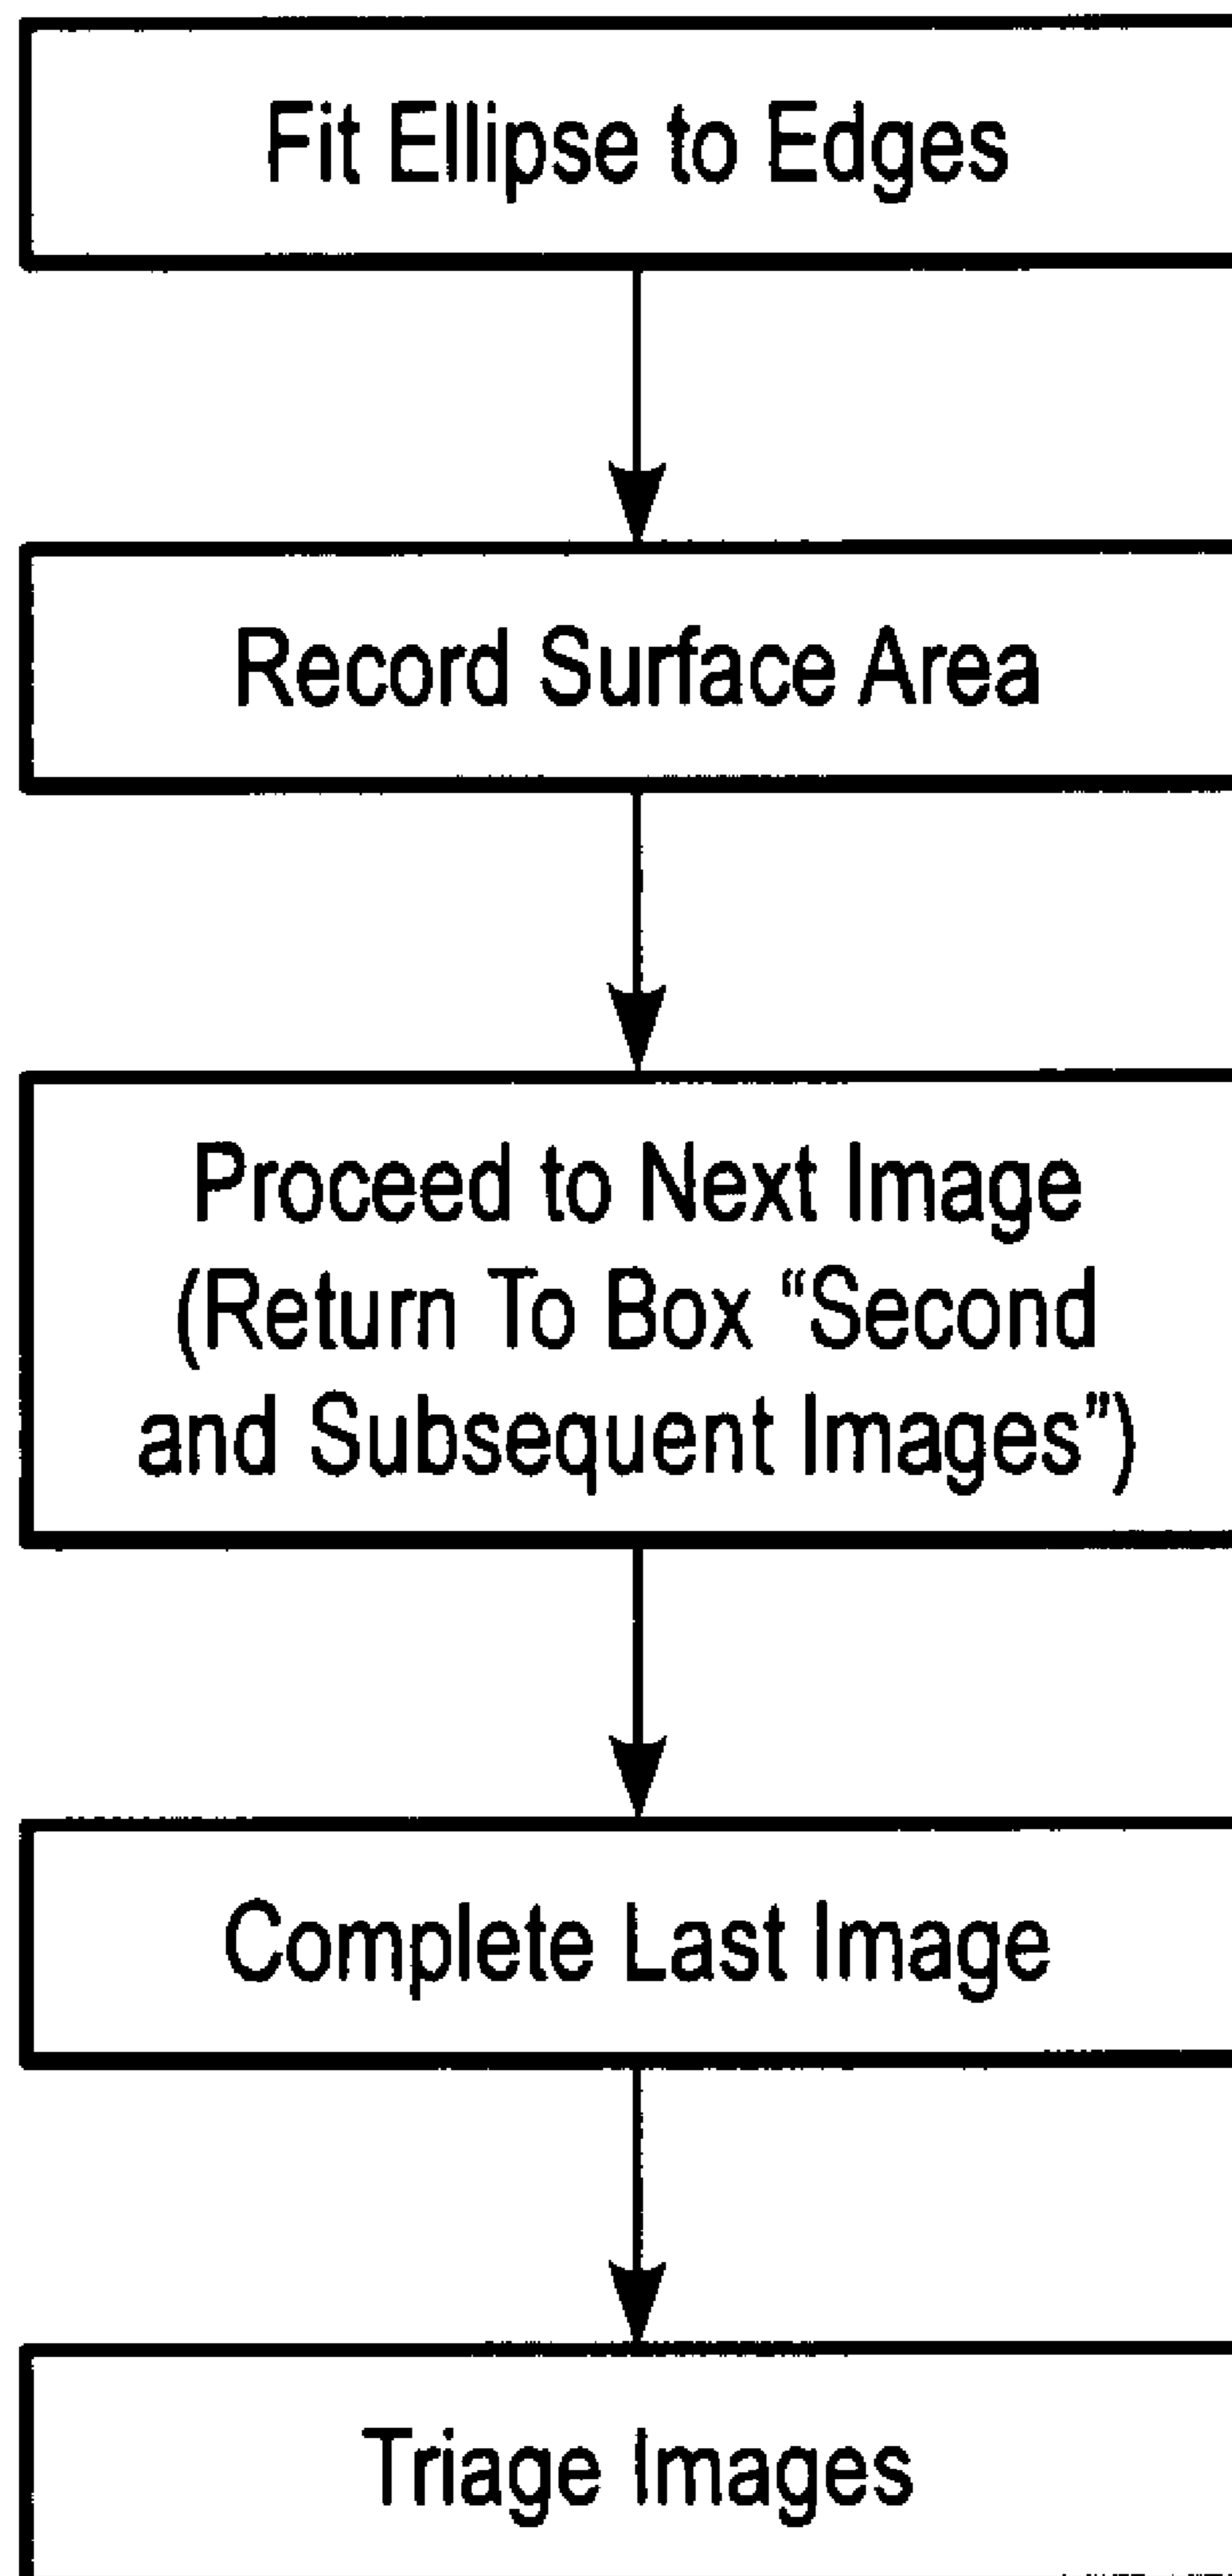 Fit Ellipse to Edges
Record Surface Area
Proceed to Next Image
(Return To Box “Second
and Subsequent Images”)
Complete Last Image
Triage Images